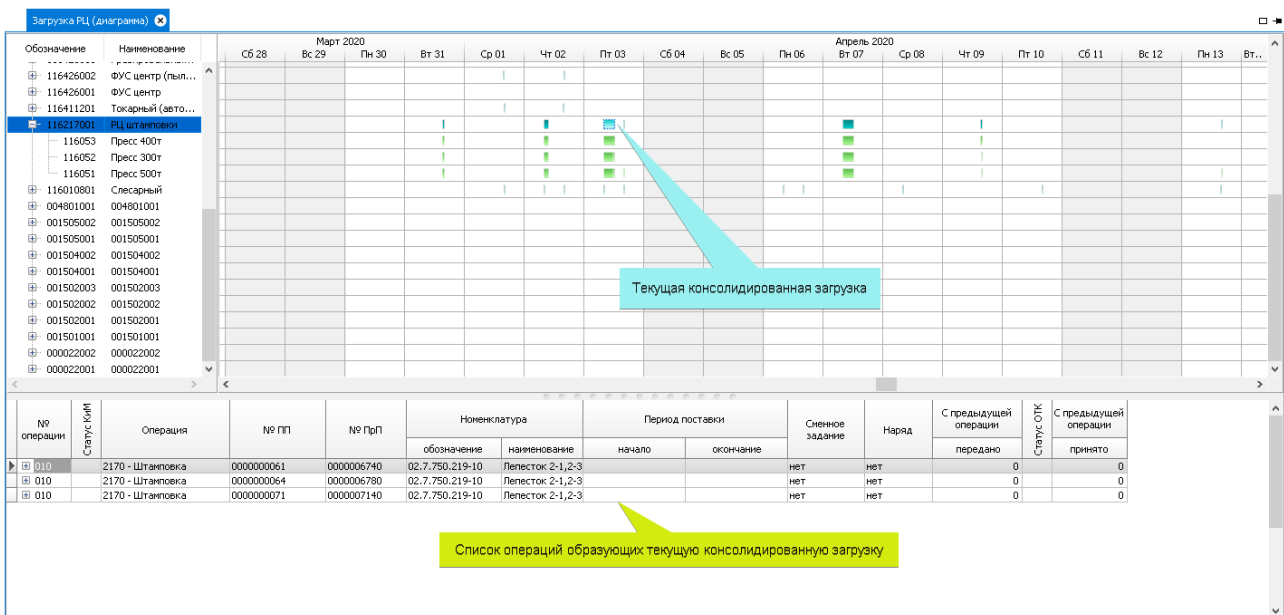 Загрузка РЦ (диаграмма)
Обозначение Наименование
Март 2020 Апрель 2020
Сб 28 Вс 29 Пн 30 Вт 31 Ср 01 Чт 02 Пт 03 Сб 04 Вс 05 Пн 06 Вт 07 Ср 08 Чт 09 Пт 10 Сб 11 Вс 12 Пн 13 Вт...
116426002 ФУС центр (пыл...
116426001 ФУС центр
116411201 Токарный (авто...
116217001 РЦ штамповки
116053 Пресс 400т
116052 Пресс 300т
116051 Пресс 500т
116010801 Слесарный
004801001 004801001
001505002 001505002
001505001 001505001
001504002 001504002
001504001 001504001
001502003 001502003
001502002 001502002
001502001 001502001
001501001 001501001
000022002 000022002
000022001 000022001
Текущая консолидированная загрузка
№ операции Статус КиМ Операция № ПП № ПрП Номенклатура Период поставки Сменное задание Наряд С предыдущей операции Статус ОТК С предыдущей операции
обозначение наименование начало окончание передано принято
010 2170 - Штамповка 0000000061 0000006740 02.7.750.219-10 Лепесток 2-1,2-3 нет нет 0 0
010 2170 - Штамповка 0000000064 0000006780 02.7.750.219-10 Лепесток 2-1,2-3 нет нет 0 0
010 2170 - Штамповка 0000000071 0000007140 02.7.750.219-10 Лепесток 2-1,2-3 нет нет 0 0
Список операций образующих текущую консолидированную загрузку